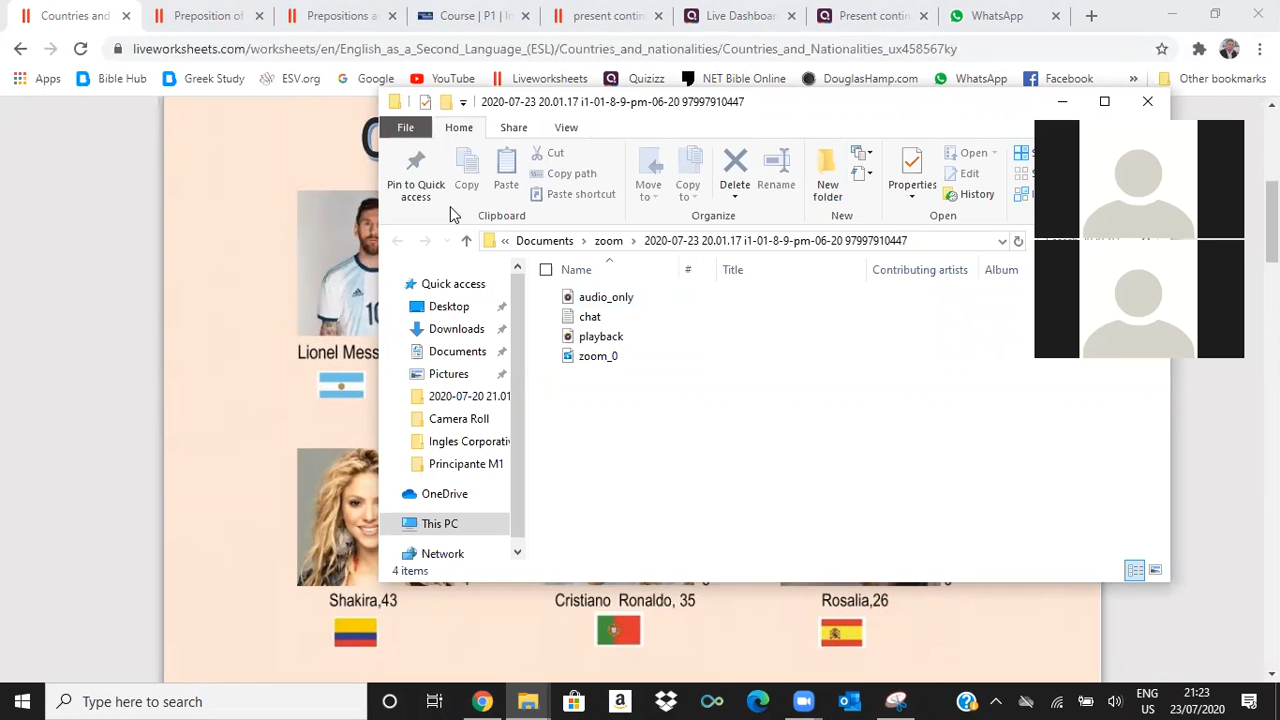 Countries and
Preposition of
Prepositions a
Course | P1 | I
present contin
Live Dashboar
Present contin
WhatsApp
liveworksheets.com/worksheets/en/English_as_a_Second_Language_(ESL)/Countries_and_nationalities/Countries_and_Nationalities_ux458567ky
Apps
Bible Hub
Greek Study
ESV.org
Google
YouTube
Liveworksheets
Quizizz
NET Bible Online
DouglasHamp.com
WhatsApp
Facebook
»
Other bookmarks
2020-07-23 20.01.17 i1-01-8-9-pm-06-20 97997910447
File
Home
Share
View
Pin to Quick
access
Copy
Paste
Cut
Copy path
Paste shortcut
Clipboard
Move
to
Copy
to
Delete
Rename
Organize
New
folder
New
Properties
Open
Edit
History
Open
« Documents > zoom > 2020-07-23 20.01.17 i1-01-8-9-pm-06-20 97997910447
Quick access
Desktop
Downloads
Documents
Pictures
2020-07-20 21.01
Camera Roll
Ingles Corporativ
Principante M1
OneDrive
This PC
Network
Name
#
Title
Contributing artists
Album
audio_only
chat
playback
zoom_0
4 items
Lionel Mess
10
Shakira,43
Cristiano Ronaldo, 35
Rosalia,26
Type here to search
ENG
US
21:23
23/07/2020